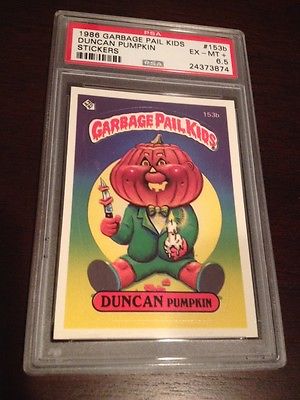 PSA
1986 GARBAGE PAIL KIDS #153b
DUNCAN PUMPKIN EX - MT +
STICKERS 6.5
PSA 24373874
153b
GARBAGE PAIL KIDS
DUNCAN PUMPKIN